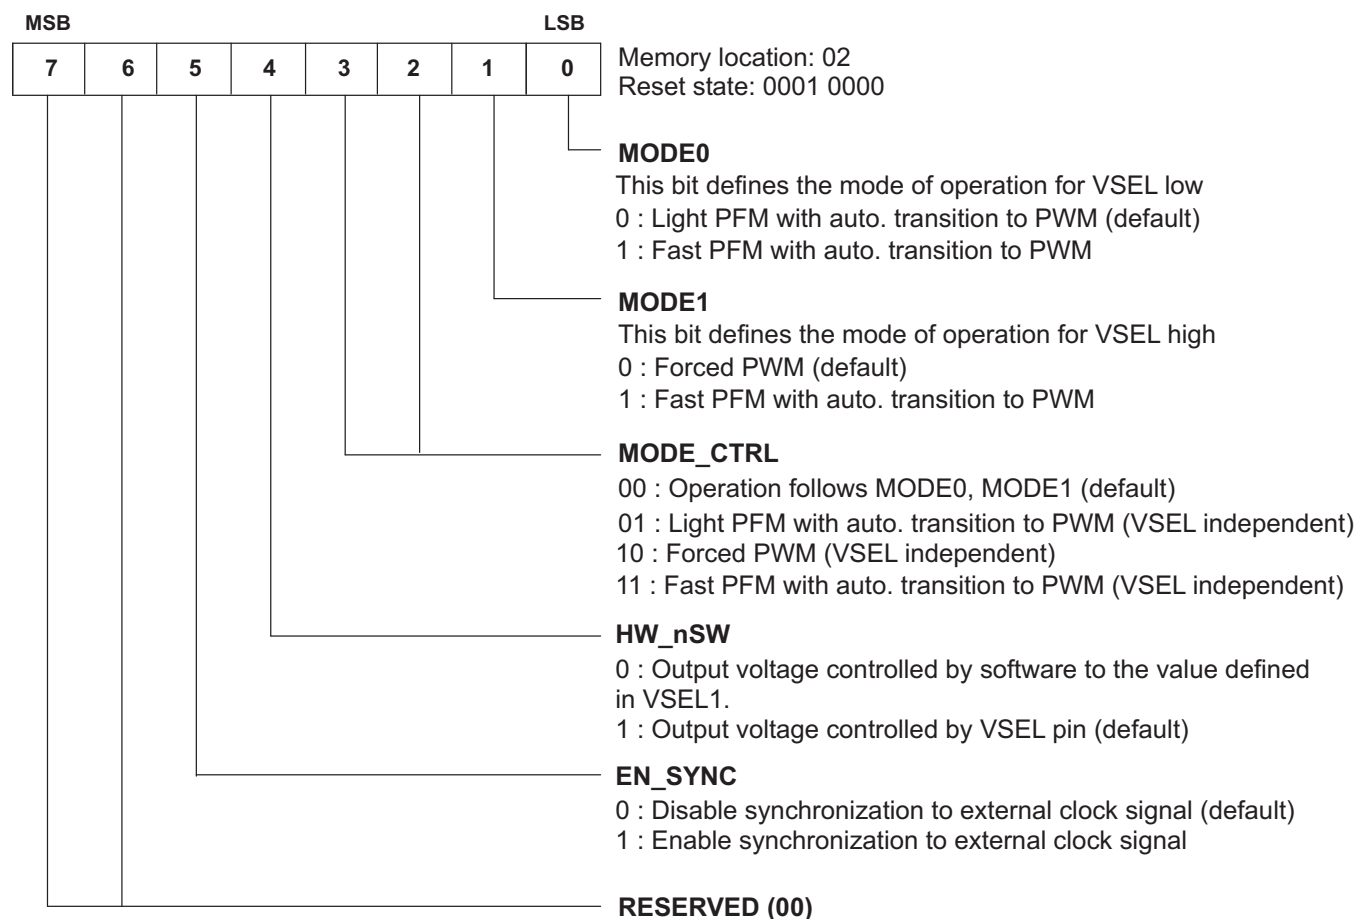 MSB LSB
7 6 5 4 3 2 1 0
Memory location: 02
Reset state: 0001 0000
MODE0
This bit defines the mode of operation for VSEL low
0 : Light PFM with auto. transition to PWM (default)
1 : Fast PFM with auto. transition to PWM
MODE1
This bit defines the mode of operation for VSEL high
0 : Forced PWM (default)
1 : Fast PFM with auto. transition to PWM
MODE_CTRL
00 : Operation follows MODE0, MODE1 (default)
01 : Light PFM with auto. transition to PWM (VSEL independent)
10 : Forced PWM (VSEL independent)
11 : Fast PFM with auto. transition to PWM (VSEL independent)
HW_nSW
0 : Output voltage controlled by software to the value defined
in VSEL1.
1 : Output voltage controlled by VSEL pin (default)
EN_SYNC
0 : Disable synchronization to external clock signal (default)
1 : Enable synchronization to external clock signal
RESERVED (00)